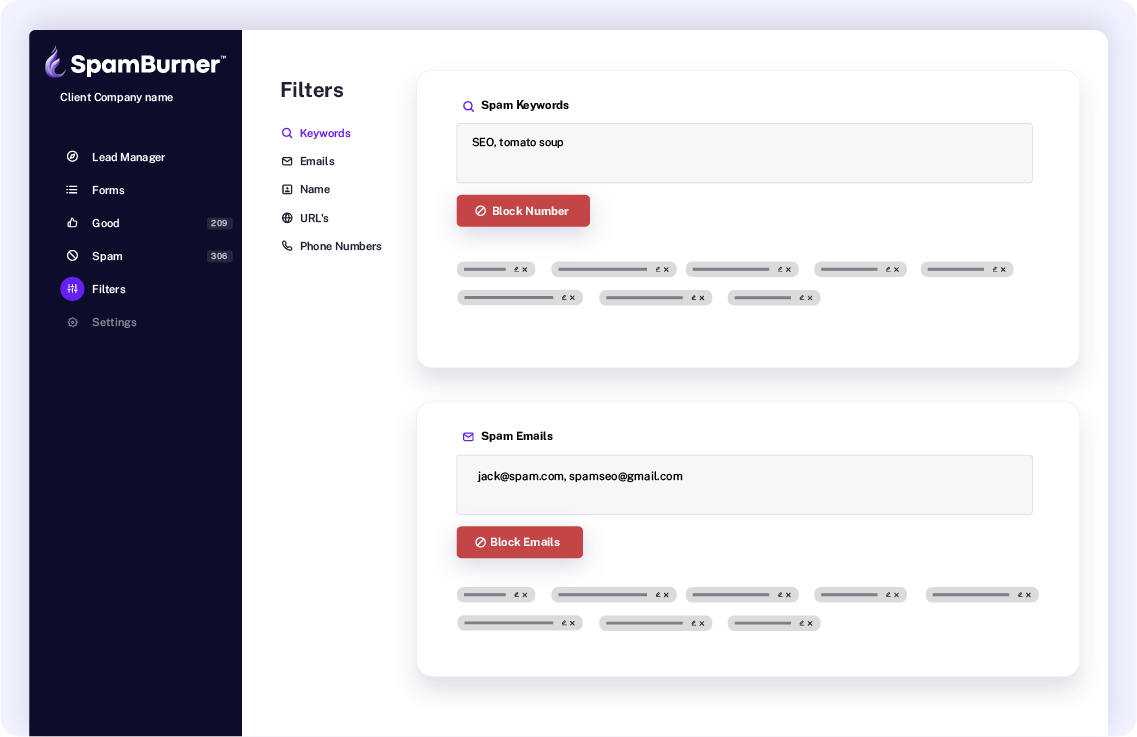 SpamBurner™
Client Company name
Lead Manager
Forms
Good 209
Spam 306
Filters
Settings
Filters
Keywords
Emails
Name
URL's
Phone Numbers
Spam Keywords
SEO, tomato soup
Block Number
Spam Emails
jack@spam.com, spamseo@gmail.com
Block Emails